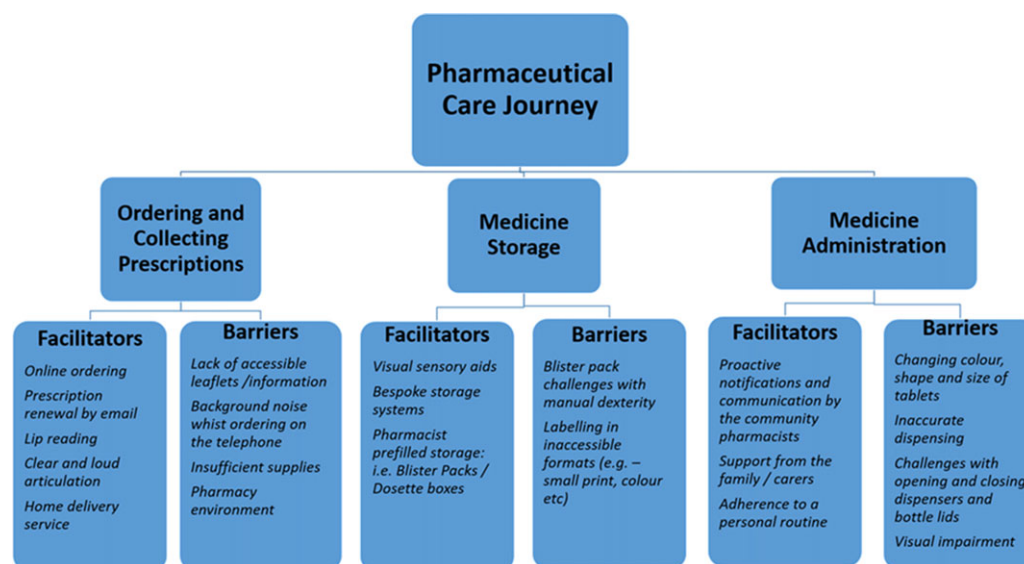 Pharmaceutical
Care Journey
Ordering and
Collecting
Prescriptions
Medicine
Storage
Medicine
Administration
Facilitators
Online ordering
Prescription
renewal by email
Lip reading
Clear and loud
articulation
Home delivery
service
Barriers
Lack of accessible
leaflets /information
Background noise
whist ordering on
the telephone
Insufficient supplies
Pharmacy
environment
Facilitators
Visual sensory aids
Bespoke storage
systems
Pharmacist
prefilled storage:
i.e. Blister Packs /
Dosette boxes
Barriers
Blister pack
challenges with
manual dexterity
Labelling in
inaccessible
formats (e.g. –
small print, colour
etc)
Facilitators
Proactive
notifications and
communication by
the community
pharmacists
Support from the
family / carers
Adherence to a
personal routine
Barriers
Changing colour,
shape and size of
tablets
Inaccurate
dispensing
Challenges with
opening and closing
dispensers and
bottle lids
Visual impairment